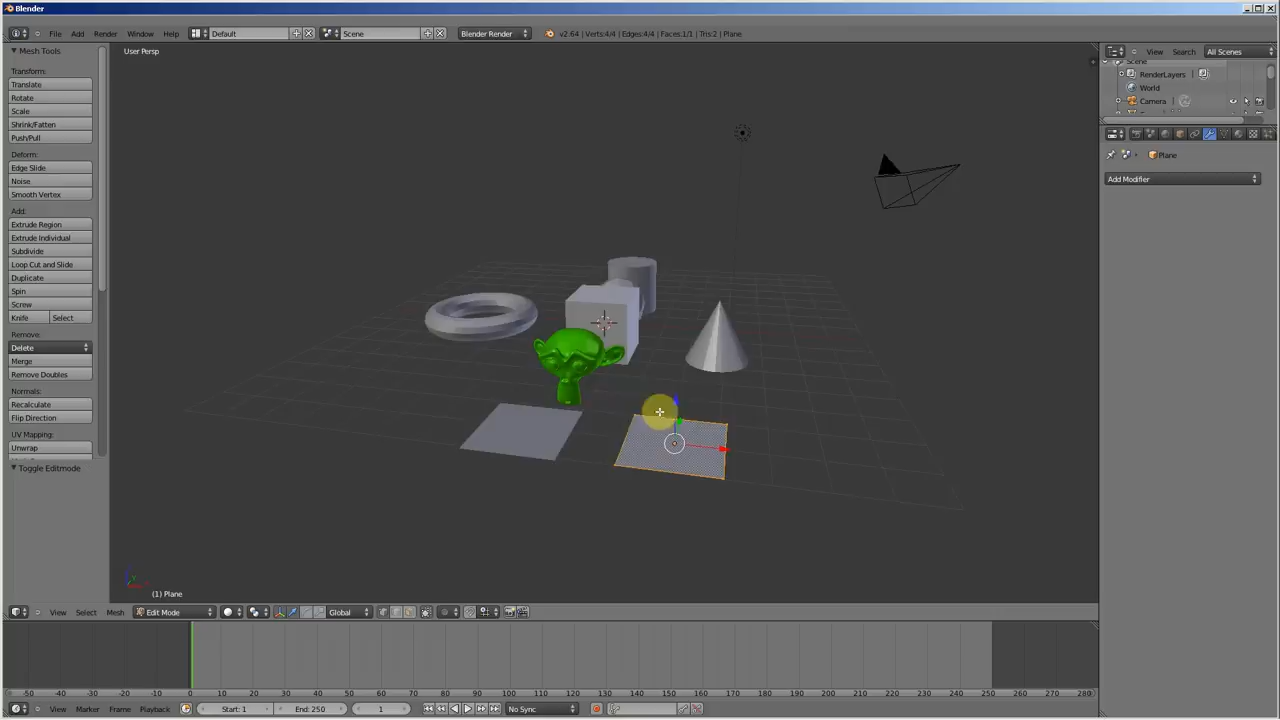 Blender
File Add Render Window Help Default Scene Blender Render v2.64 | Verts:4/4 | Edges:4/4 | Faces:1/1 | Tris:2 | Plane
Mesh Tools
Transform:
Translate
Rotate
Scale
Shrink/Fatten
Push/Pull
Deform:
Edge Slide
Noise
Smooth Vertex
Add:
Extrude Region
Extrude Individual
Subdivide
Loop Cut and Slide
Duplicate
Spin
Screw
Knife Select
Remove:
Delete
Merge
Remove Doubles
Normals:
Recalculate
Flip Direction
UV Mapping:
Unwrap
Toggle Editmode
User Persp
(1) Plane
View Search All Scenes
Scene
RenderLayers
World
Camera
Plane
Add Modifier
View Select Mesh Edit Mode Global
-50 -40 -30 -20 -10 0 10 20 30 40 50 60 70 80 90 100 110 120 130 140 150 160 170 180 190 200 210 220 230 240 250 260 270 280
View Marker Frame Playback Start: 1 End: 250 1 No Sync